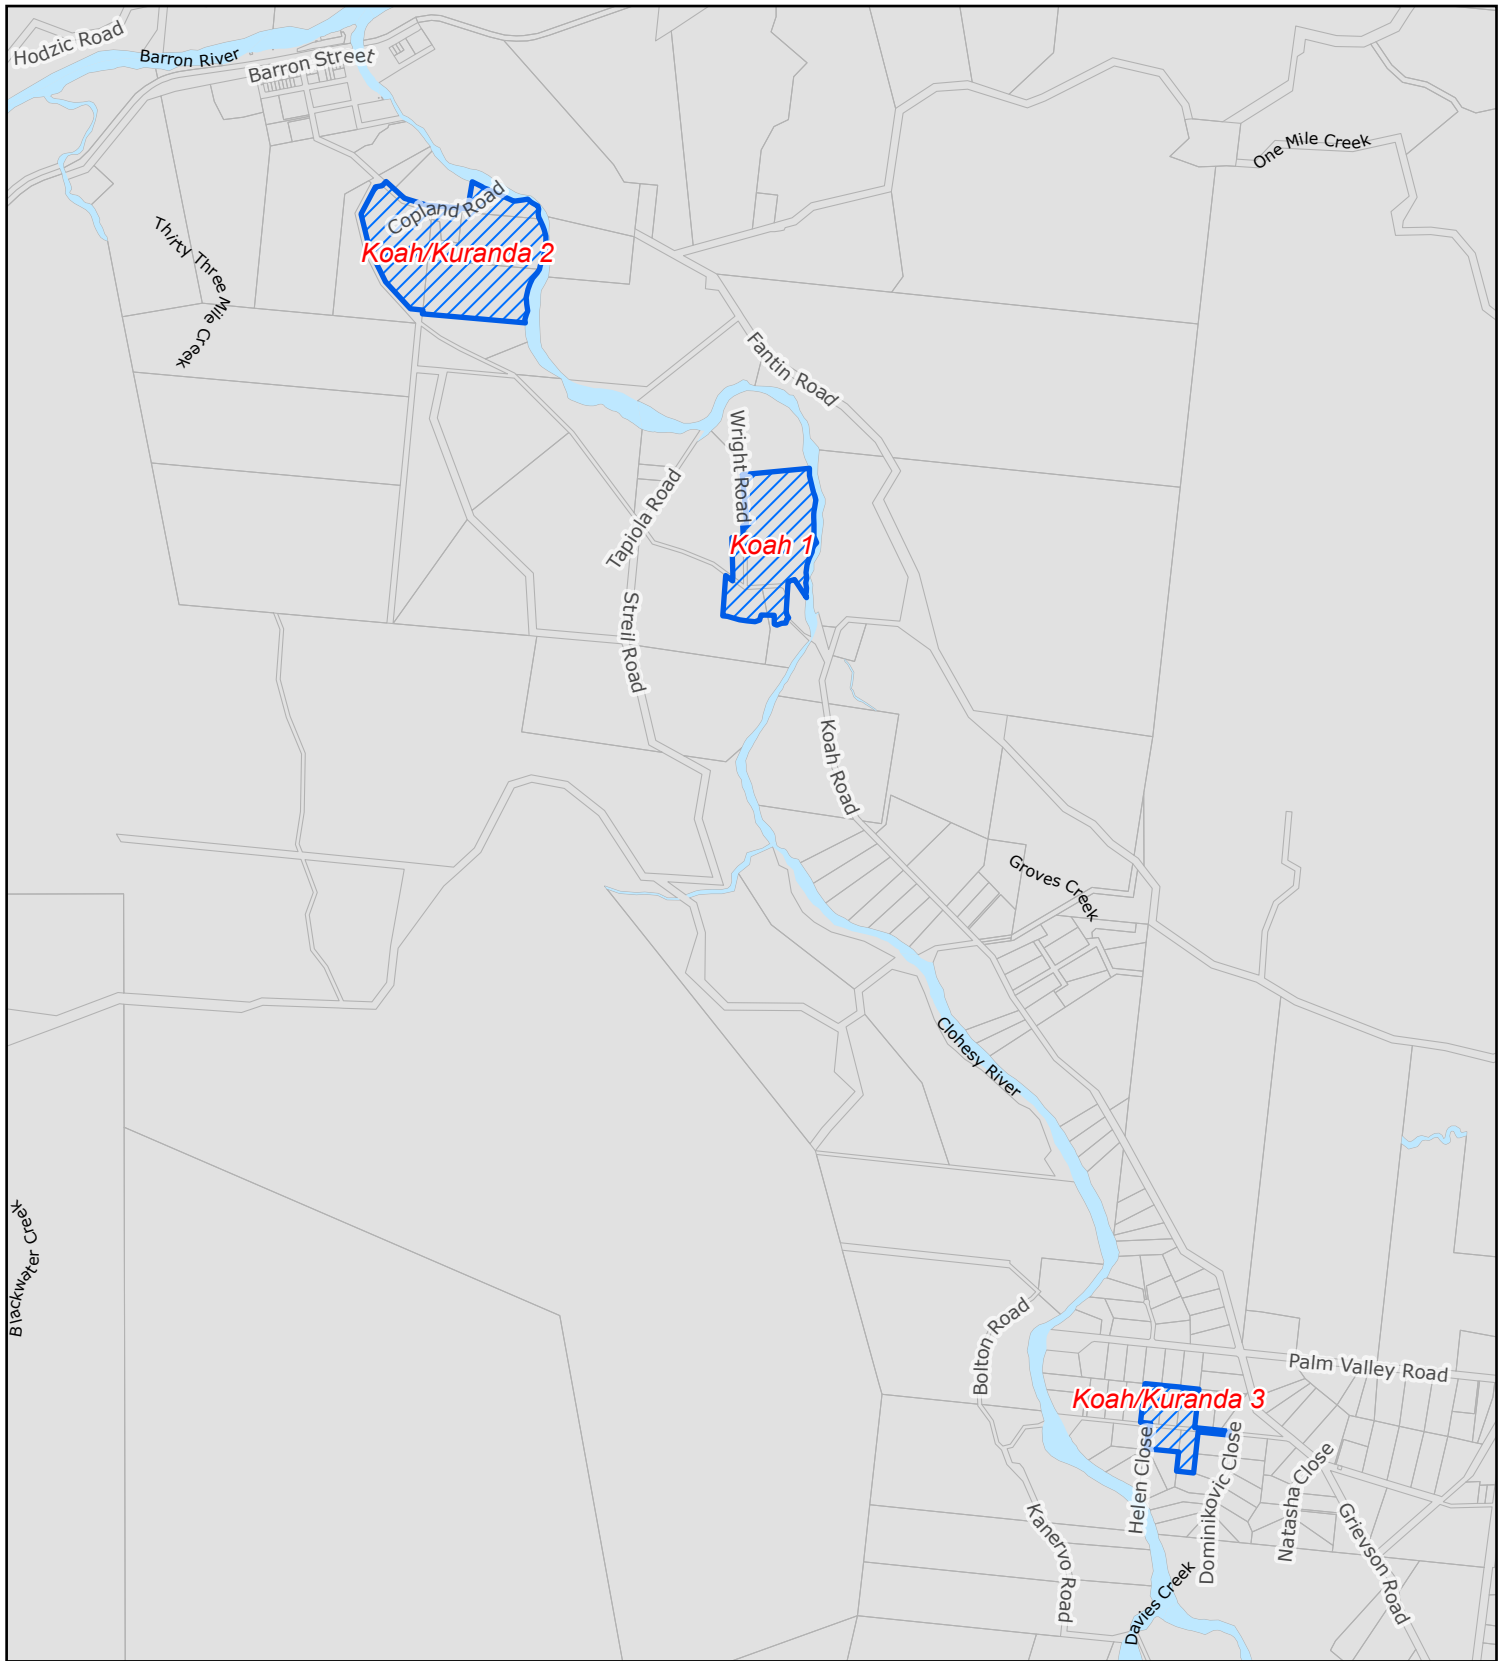 Hodzic Road
Barron River
Barron Street
One Mile Creek
Copland Road
Thirty Three Mile Creek
Koah/Kuranda 2
Fantin Road
Wright Road
Tapiola Road
Koah 1
Streil Road
Koah Road
Groves Creek
Clohesy River
Blackwater Creek
Bolton Road
Palm Valley Road
Koah/Kuranda 3
Helen Close
Dominikovic Close
Natasha Close
Kanervo Road
Grievson Road
Davies Creek